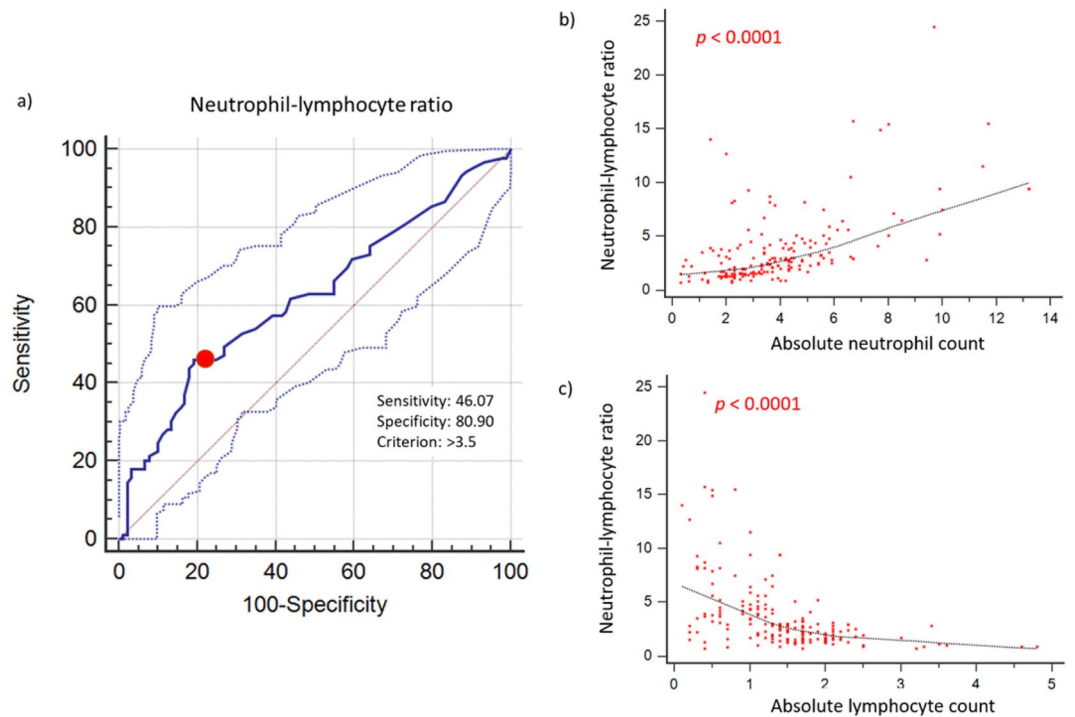 a)
Neutrophil-lymphocyte ratio
Sensitivity
100
80
60
40
20
0
Sensitivity: 46.07
Specificity: 80.90
Criterion: >3.5
0 20 40 60 80 100
100-Specificity
b)
Neutrophil-lymphocyte ratio
25
20
15
10
5
0
p < 0.0001
0 2 4 6 8 10 12 14
Absolute neutrophil count
c)
Neutrophil-lymphocyte ratio
25
20
15
10
5
0
p < 0.0001
0 1 2 3 4 5
Absolute lymphocyte count